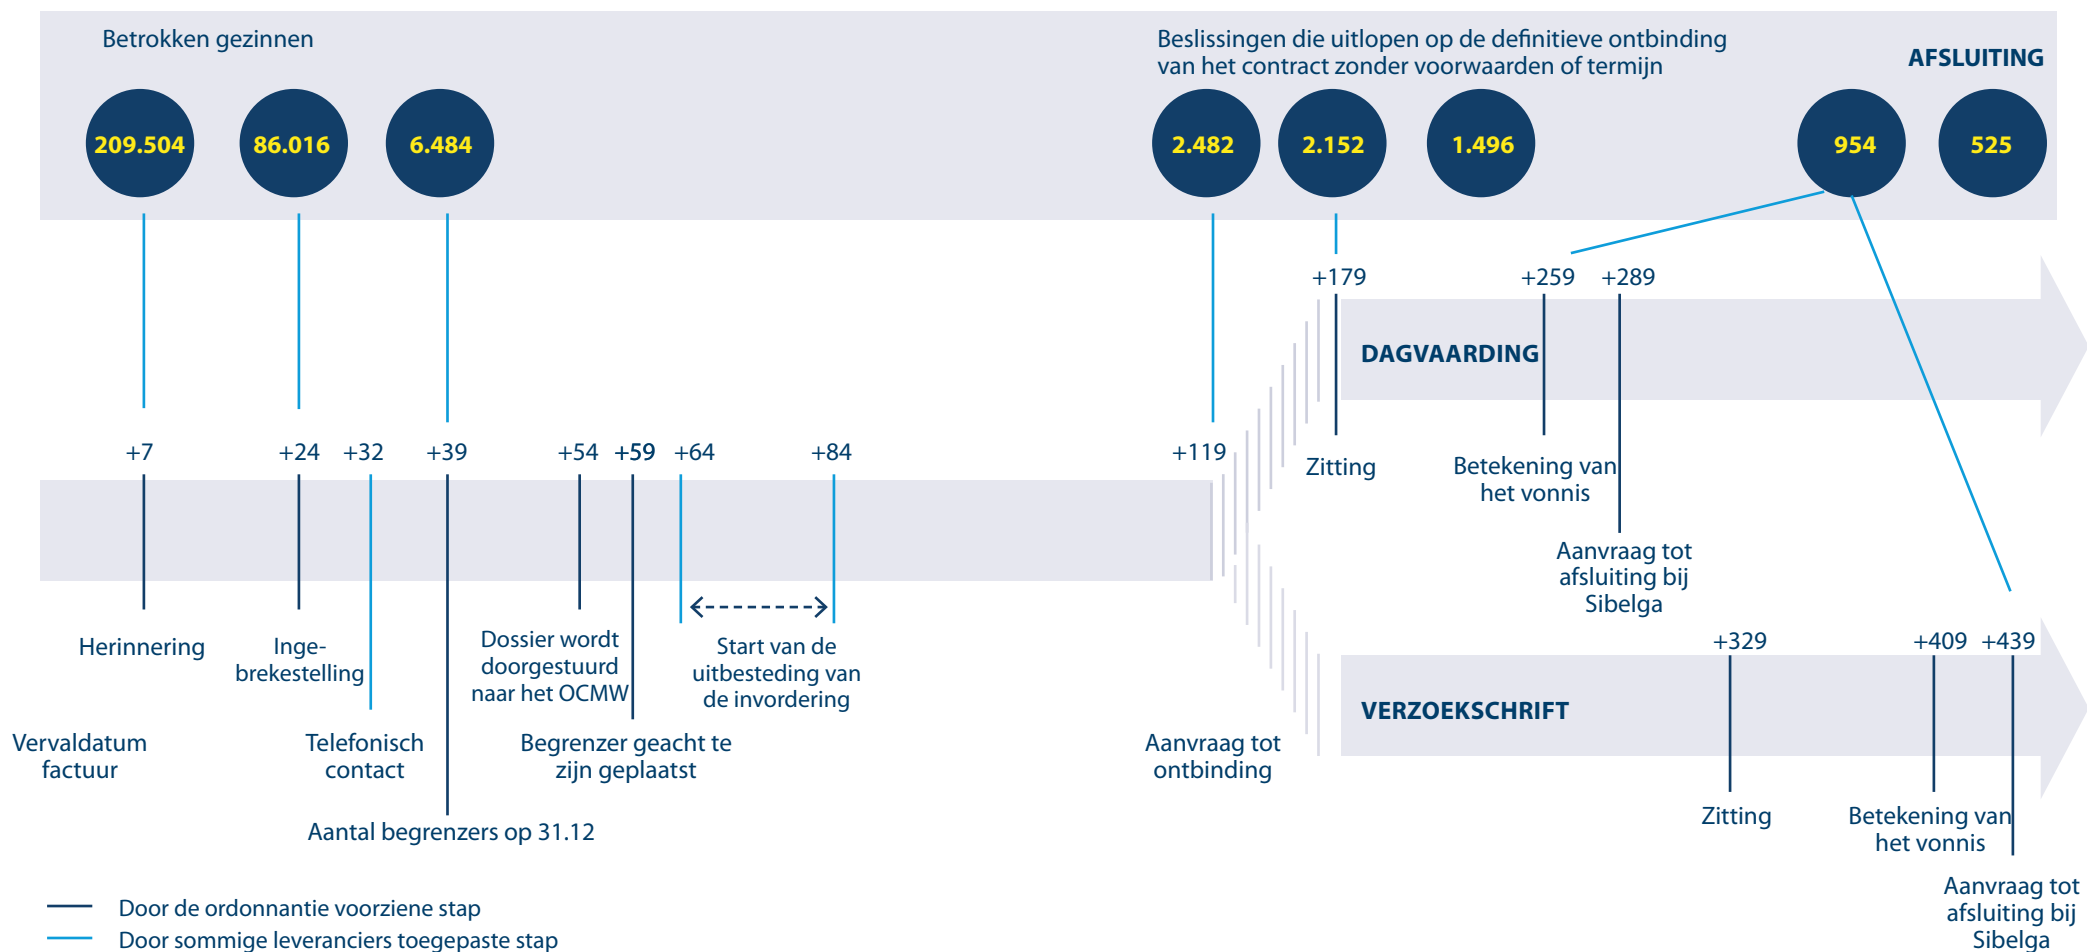 Betrokken gezinnen
Beslissingen die uitlopen op de definitieve ontbinding
van het contract zonder voorwaarden of termijn
AFSLUITING
209.504
86.016
6.484
2.482
2.152
1.496
954
525
+179
+259
+289
DAGVAARDING
Zitting
Betekening van
het vonnis
Aanvraag tot
afsluiting bij
Sibelga
+7
+24
+32
+39
+54
+59
+64
+84
+119
Herinnering
Inge-
brekestelling
Dossier wordt
doorgestuurd
naar het OCMW
Start van de
uitbesteding van
de invordering
Vervaldatum
factuur
Telefonisch
contact
Begrenzer geacht te
zijn geplaatst
Aanvraag tot
ontbinding
Aantal begrenzers op 31.12
+329
+409
+439
VERZOEKSCHRIFT
Zitting
Betekening van
het vonnis
Aanvraag tot
afsluiting bij
Sibelga
Door de ordonnantie voorziene stap
Door sommige leveranciers toegepaste stap